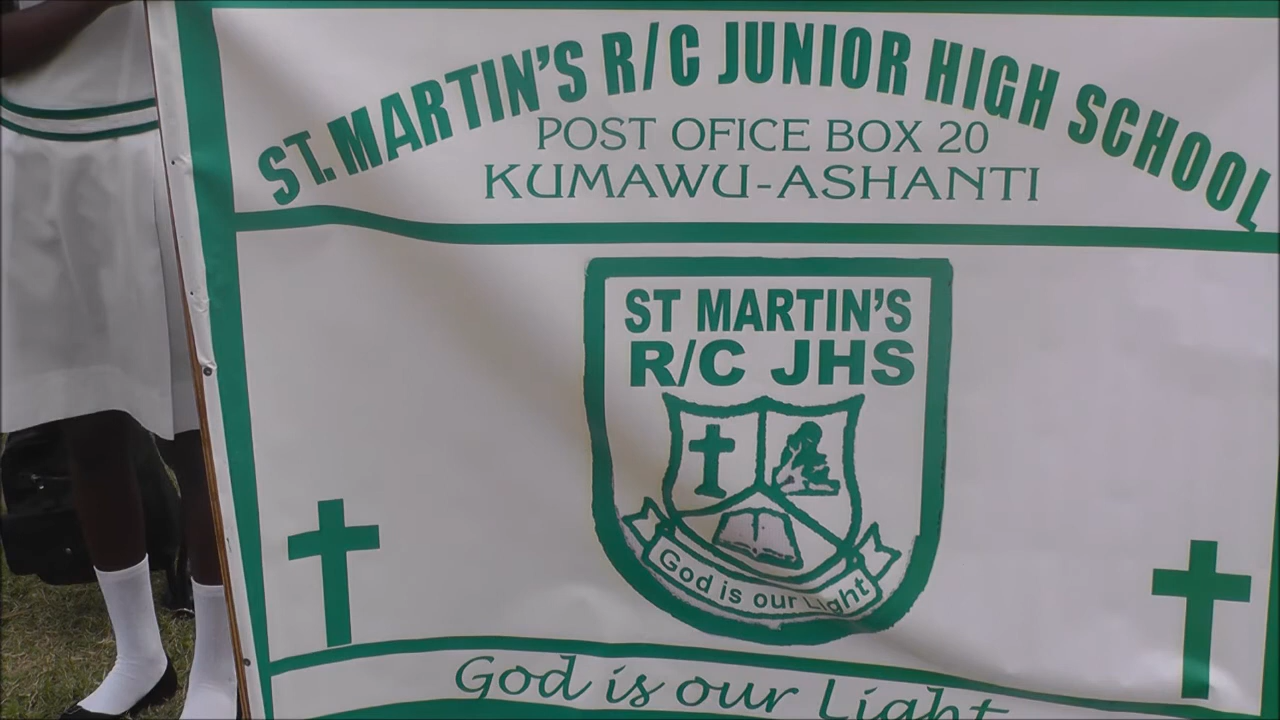 ST. MARTIN'S R/C JUNIOR HIGH SCHOOL
POST OFICE BOX 20
KUMAWU-ASHANTI
ST MARTIN'S
R/C JHS
God is our Light
God is our Light